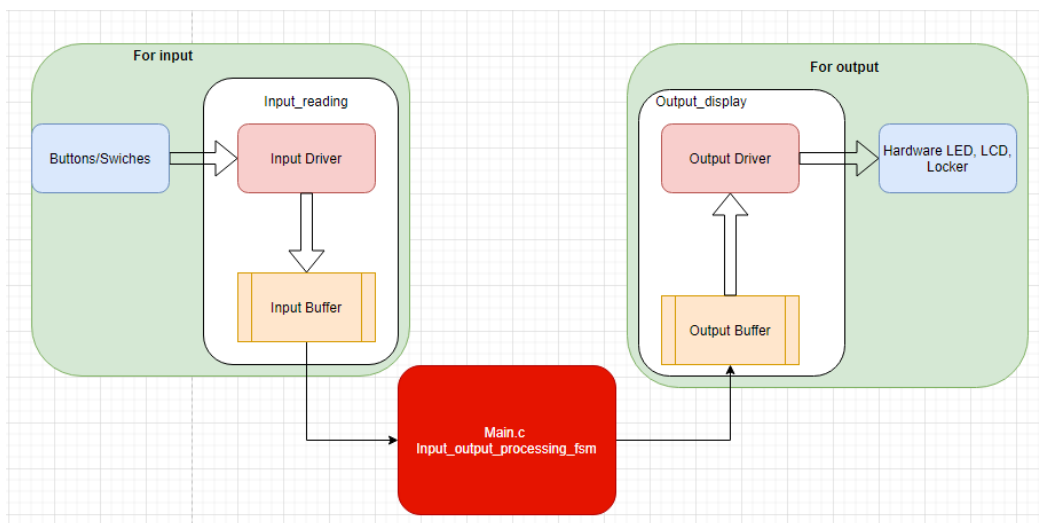 For input
Input_reading
Buttons/Swiches
Input Driver
Input Buffer
Main.c
Input_output_processing_fsm
For output
Output_display
Output Driver
Hardware LED, LCD,
Locker
Output Buffer